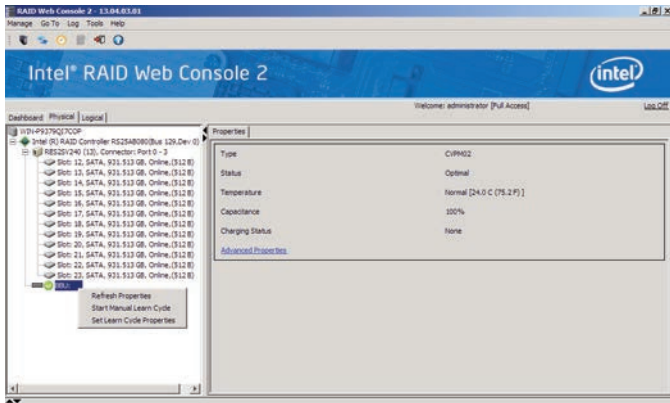 RAID Web Console 2 - 13.04.03.01
Manage Go To Log Tools Help
Intel® RAID Web Console 2
intel
Welcome: administrator [Full Access]
Log Off
Dashboard Physical Logical
WIN-P9379QI7COP
Intel (R) RAID Controller RS25AB080(Bus 129,Dev 0)
RES2SV240 (13), Connector: Port 0 - 3
Slot: 12, SATA, 931.513 GB, Online,(512 B)
Slot: 13, SATA, 931.513 GB, Online,(512 B)
Slot: 14, SATA, 931.513 GB, Online,(512 B)
Slot: 15, SATA, 931.513 GB, Online,(512 B)
Slot: 16, SATA, 931.513 GB, Online,(512 B)
Slot: 17, SATA, 931.513 GB, Online,(512 B)
Slot: 18, SATA, 931.513 GB, Online,(512 B)
Slot: 19, SATA, 931.513 GB, Online,(512 B)
Slot: 20, SATA, 931.513 GB, Online,(512 B)
Slot: 21, SATA, 931.513 GB, Online,(512 B)
Slot: 22, SATA, 931.513 GB, Online,(512 B)
Slot: 23, SATA, 931.513 GB, Online,(512 B)
BBU
Refresh Properties
Start Manual Learn Cycle
Set Learn Cycle Properties
Properties
Type CVPM02
Status Optimal
Temperature Normal [24.0 C (75.2 F) ]
Capacitance 100%
Charging Status None
Advanced Properties